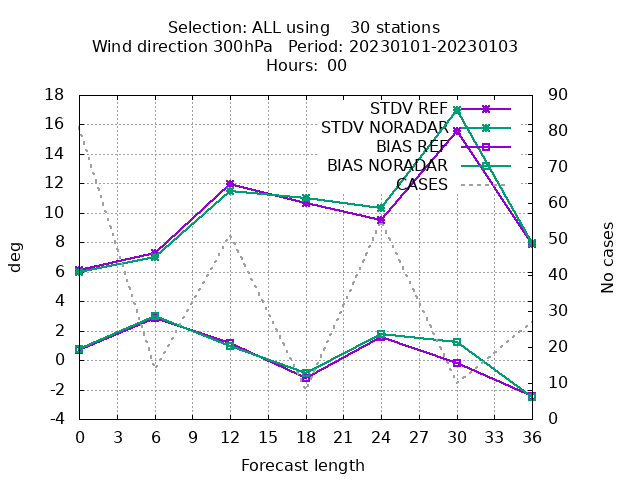 Selection: ALL using    30 stations
Wind direction 300hPa   Period: 20230101-20230103
Hours: 00
deg
No cases
18
16
14
12
10
8
6
4
2
0
-2
-4
90
80
70
60
50
40
30
20
10
0
STDV REF
STDV NORADAR
BIAS REF
BIAS NORADAR
CASES
0 3 6 9 12 15 18 21 24 27 30 33 36
Forecast length